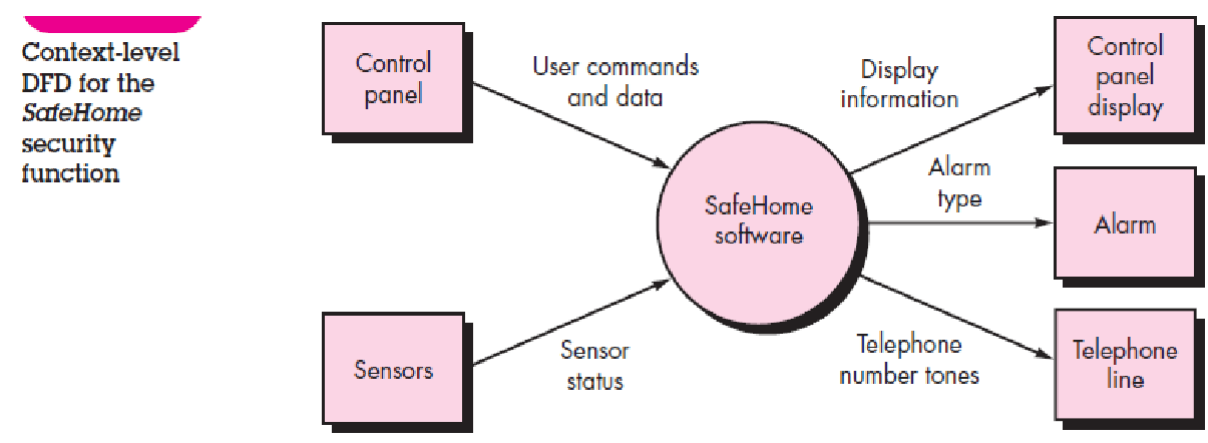 Context-level
DFD for the
SafeHome
security
function
Control
panel
User commands
and data
Display
information
Control
panel
display
SafeHome
software
Alarm
type
Alarm
Sensors
Sensor
status
Telephone
number tones
Telephone
line